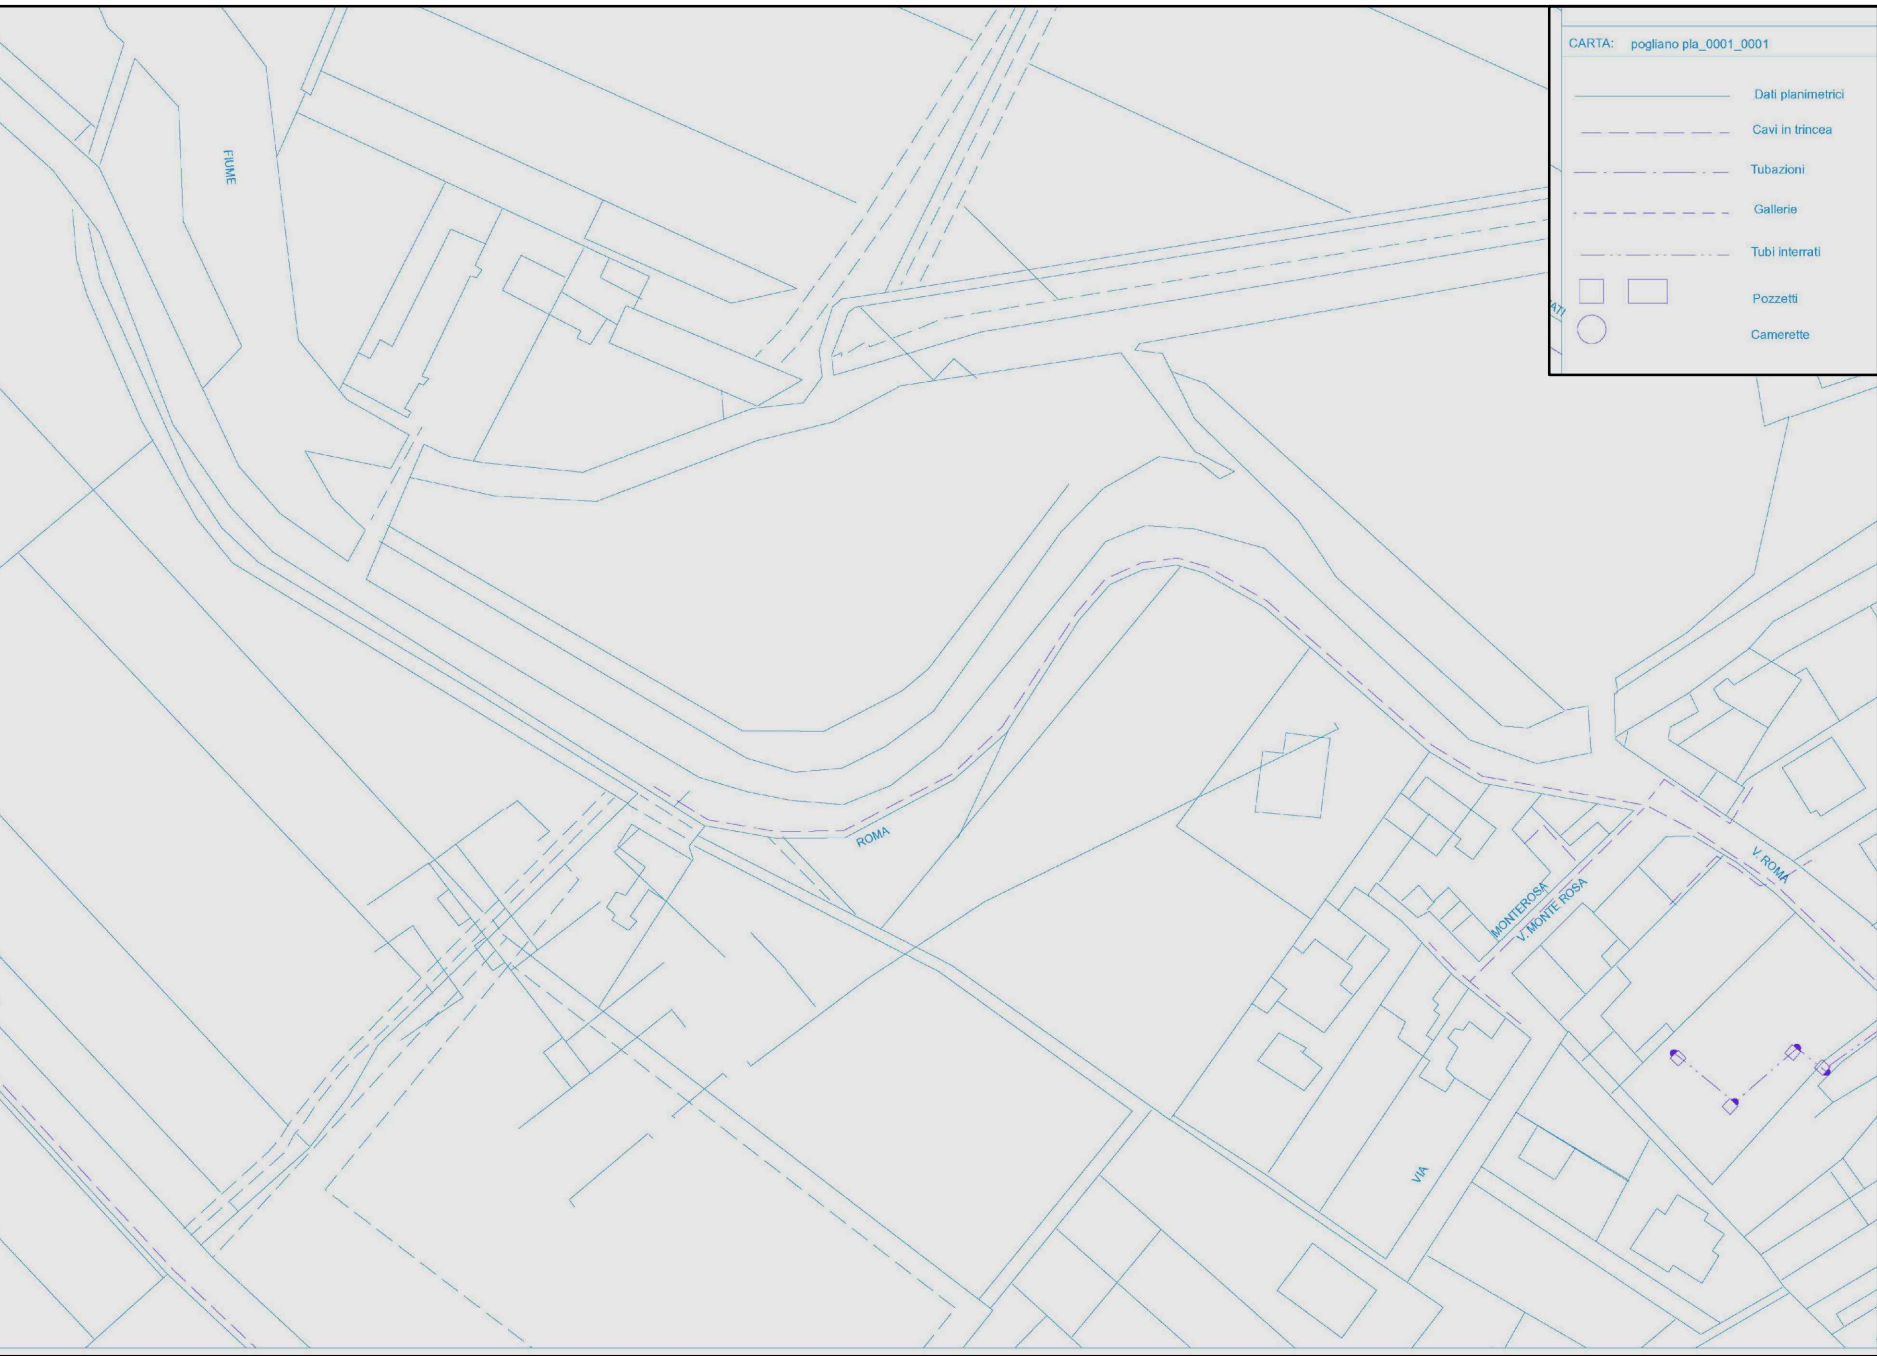 CARTA: pogliano pla_0001_0001
Dati planimetrici
Cavi in trincea
Tubazioni
Gallerie
Tubi interrati
Pozzetti
Camerette
FIUME
ROMA
V. ROMA
MONTEROSA
V. MONTE ROSA
VIA